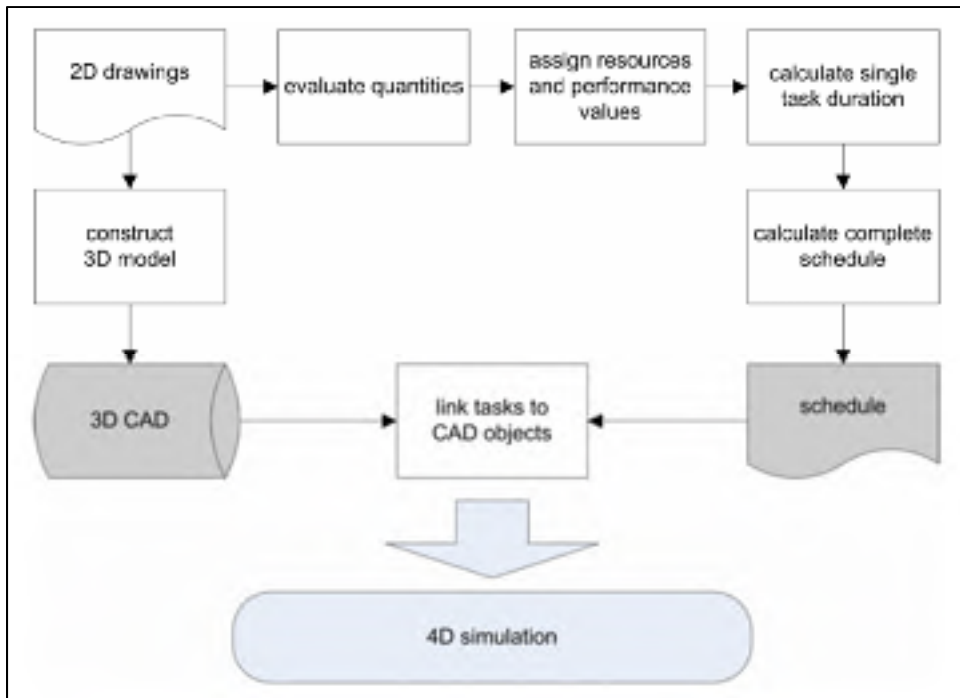 2D drawings
evaluate quantities
assign resources
and performance
values
calculate single
task duration
construct
3D model
calculate complete
schedule
3D CAD
link tasks to
CAD objects
schedule
4D simulation